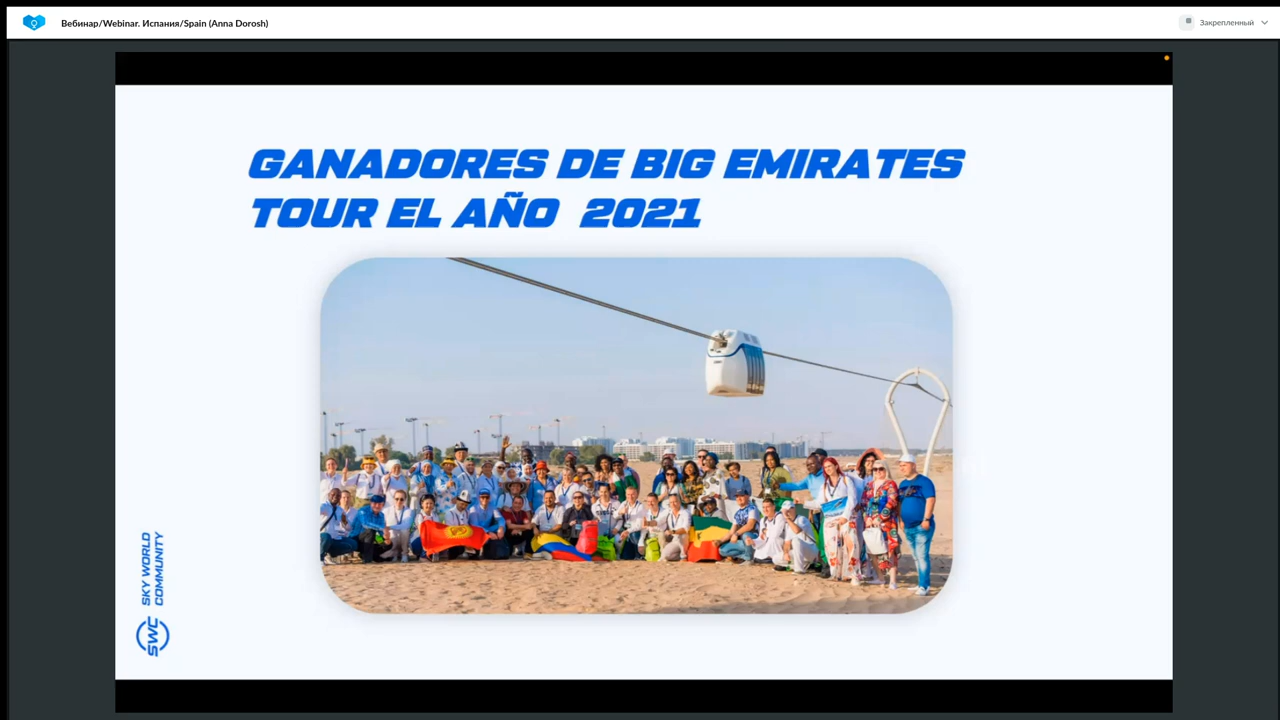 Вебинар/Webinar. Испания/Spain (Anna Dorosh)
Закрепленный
GANADORES DE BIG EMIRATES
TOUR EL AÑO 2021
SKY WORLD
COMMUNITY
SWC